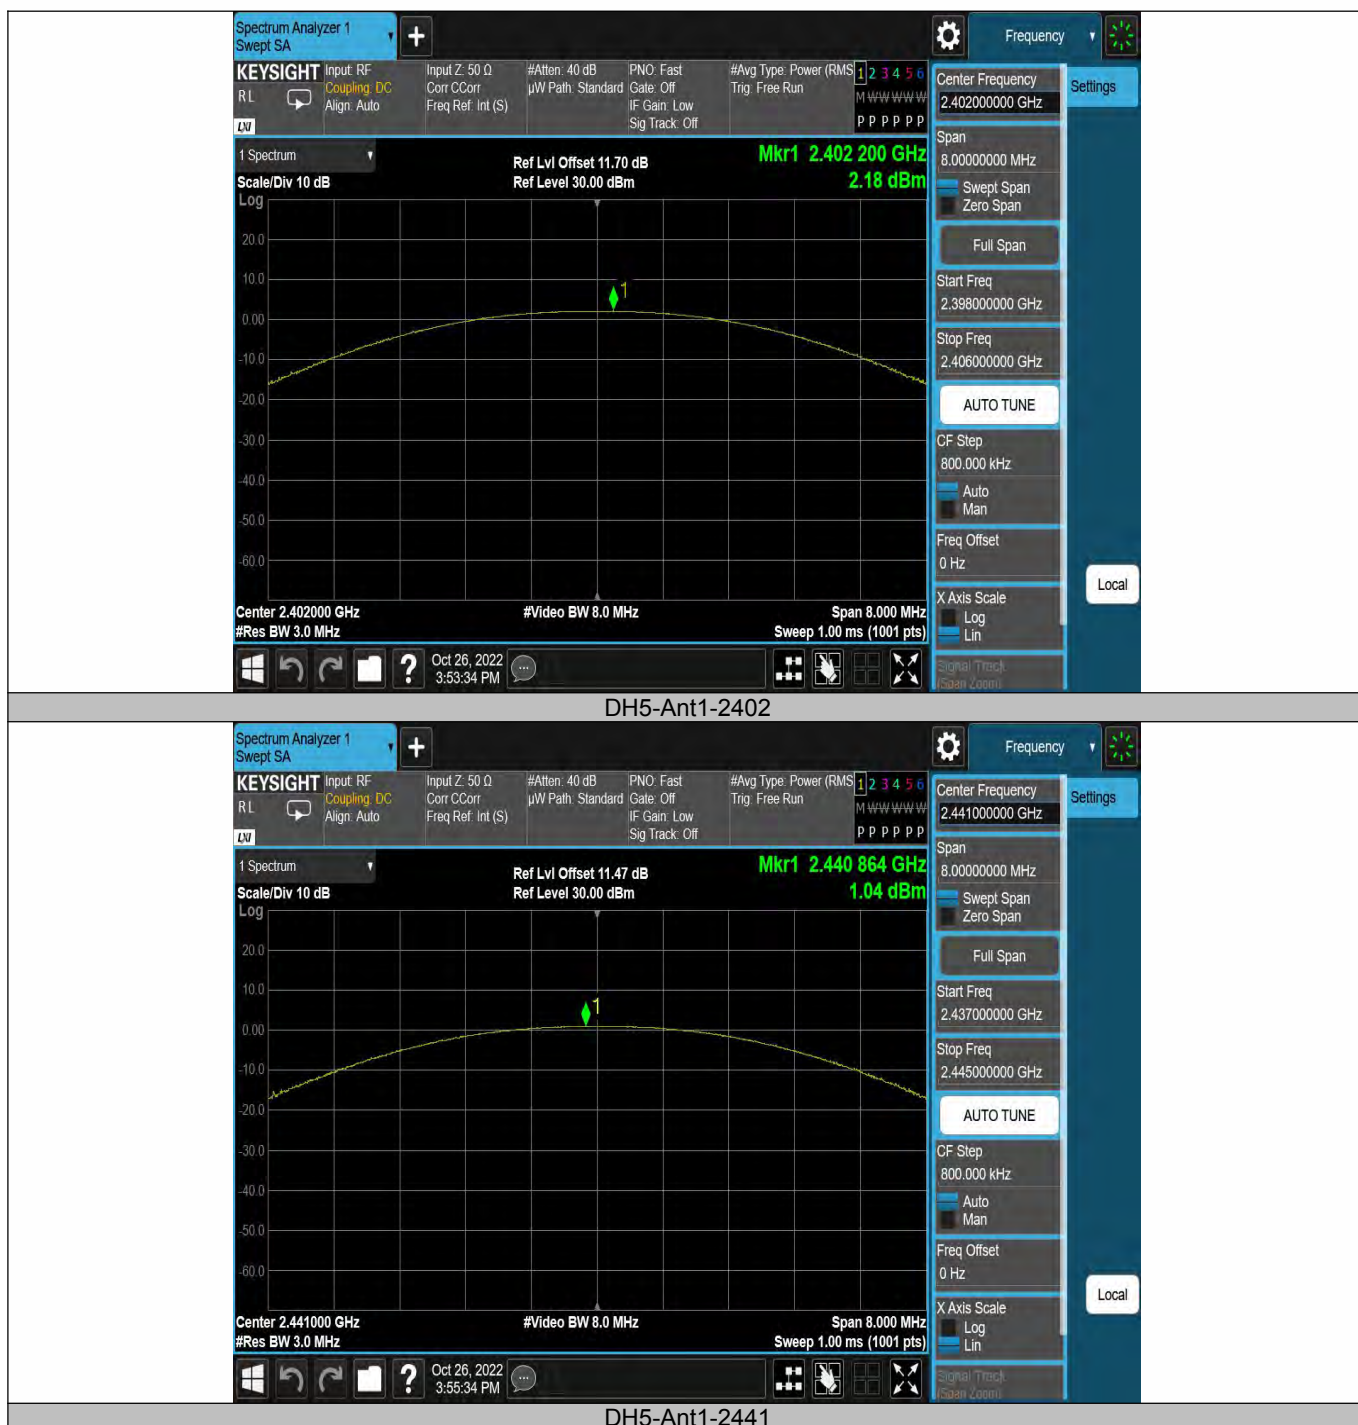 Spectrum Analyzer 1
Swept SA
+
Frequency
KEYSIGHT
RL
LXI
Input: RF
Coupling: DC
Align: Auto
Input Z: 50 Ω
Corr CCorr
Freq Ref: Int (S)
#Atten: 40 dB
µW Path: Standard
PNO: Fast
Gate: Off
IF Gain: Low
Sig Track: Off
#Avg Type: Power (RMS
Trig: Free Run
1 2 3 4 5 6
M W W W W W
P P P P P P
1 Spectrum
Scale/Div 10 dB
Ref Lvl Offset 11.70 dB
Ref Level 30.00 dBm
Mkr1 2.402 200 GHz
2.18 dBm
Log
20.0
10.0
0.00
-10.0
-20.0
-30.0
-40.0
-50.0
-60.0
1
Center 2.402000 GHz
#Res BW 3.0 MHz
#Video BW 8.0 MHz
Span 8.000 MHz
Sweep 1.00 ms (1001 pts)
Center Frequency
2.402000000 GHz
Settings
Span
8.00000000 MHz
Swept Span
Zero Span
Full Span
Start Freq
2.398000000 GHz
Stop Freq
2.406000000 GHz
AUTO TUNE
CF Step
800.000 kHz
Auto
Man
Freq Offset
0 Hz
X Axis Scale
Log
Lin
Signal Track
(Span Zoom)
Local
?
Oct 26, 2022
3:53:34 PM
DH5-Ant1-2402
Spectrum Analyzer 1
Swept SA
+
Frequency
KEYSIGHT
RL
LXI
Input: RF
Coupling: DC
Align: Auto
Input Z: 50 Ω
Corr CCorr
Freq Ref: Int (S)
#Atten: 40 dB
µW Path: Standard
PNO: Fast
Gate: Off
IF Gain: Low
Sig Track: Off
#Avg Type: Power (RMS
Trig: Free Run
1 2 3 4 5 6
M W W W W W
P P P P P P
1 Spectrum
Scale/Div 10 dB
Ref Lvl Offset 11.47 dB
Ref Level 30.00 dBm
Mkr1 2.440 864 GHz
1.04 dBm
Log
20.0
10.0
0.00
-10.0
-20.0
-30.0
-40.0
-50.0
-60.0
1
Center 2.441000 GHz
#Res BW 3.0 MHz
#Video BW 8.0 MHz
Span 8.000 MHz
Sweep 1.00 ms (1001 pts)
Center Frequency
2.441000000 GHz
Settings
Span
8.00000000 MHz
Swept Span
Zero Span
Full Span
Start Freq
2.437000000 GHz
Stop Freq
2.445000000 GHz
AUTO TUNE
CF Step
800.000 kHz
Auto
Man
Freq Offset
0 Hz
X Axis Scale
Log
Lin
Signal Track
(Span Zoom)
Local
?
Oct 26, 2022
3:55:34 PM
DH5-Ant1-2441